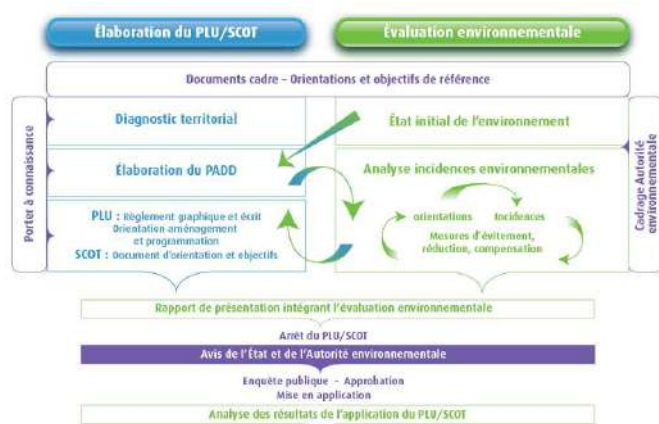 Élaboration du PLU/SCOT
Évaluation environnementale
Documents cadre – Orientations et objectifs de référence
Porter à connaissance
Diagnostic territorial
Élaboration du PADD
PLU : Règlement graphique et écrit
Orientation aménagement
et programmation
SCOT : Document d'orientation et objectifs
État initial de l'environnement
Analyse incidences environnementales
orientations
Incidences
Mesures d'évitement,
réduction, compensation
Cadrage Autorité
environnementale
Rapport de présentation intégrant l'évaluation environnementale
Arrêt du PLU/SCOT
Avis de l'État et de l'Autorité environnementale
Enquête publique - Approbation
Mise en application
Analyse des résultats de l'application du PLU/SCOT